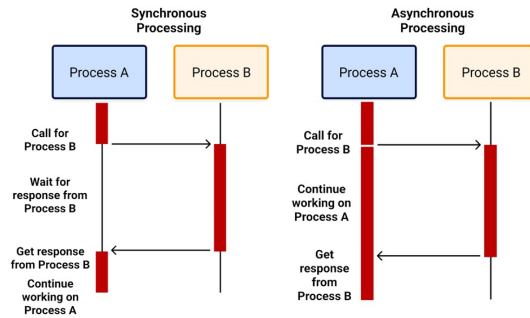 Synchronous
Processing
Process A
Process B
Call for
Process B
Wait for
response from
Process B
Get response
from Process B
Continue
working on
Process A
Asynchronous
Processing
Process A
Process B
Call for
Process B
Continue
working on
Process A
Get
response
from
Process B